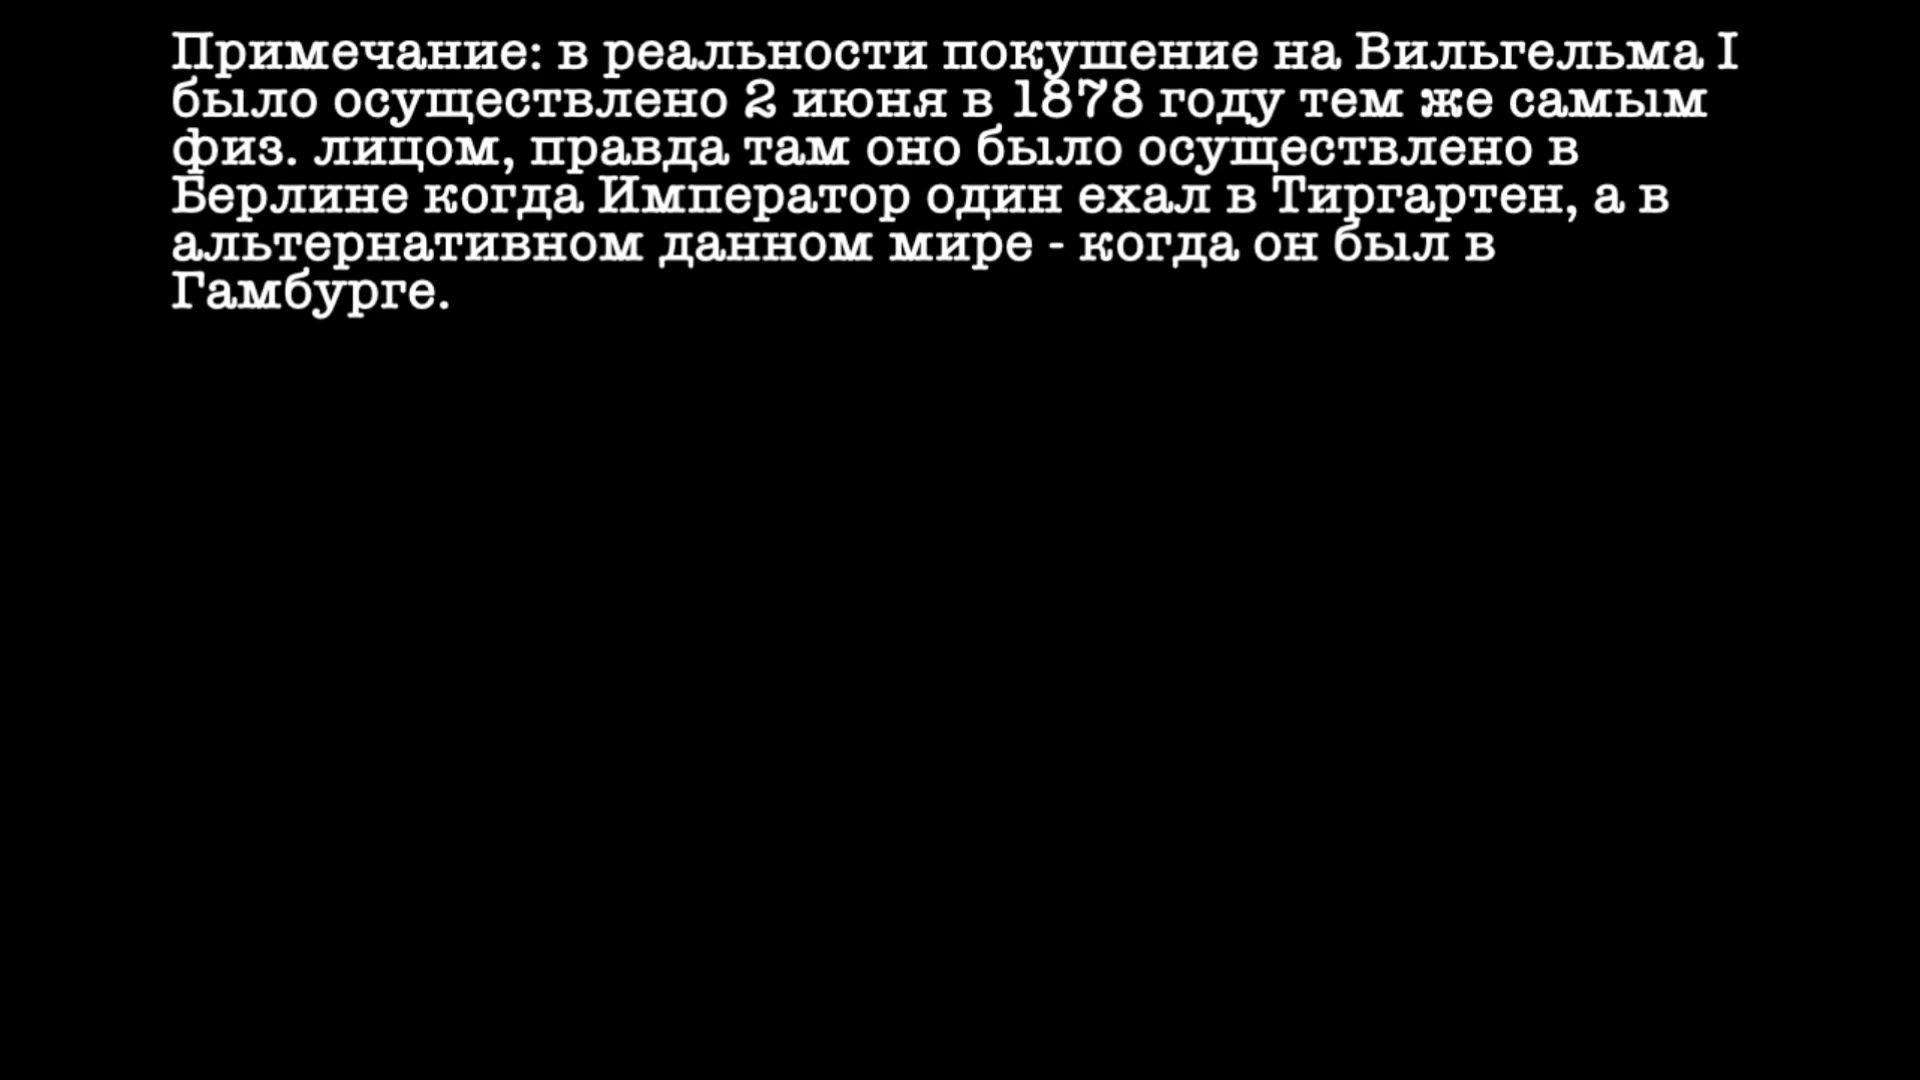 Примечание: в реальности покушение на Вильгельма I
было осуществлено 2 июня в 1878 году тем же самым
физ. лицом, правда там оно было осуществлено в
Берлине когда Император один ехал в Тиргартен, а в
альтернативном данном мире - когда он был в
Гамбурге.